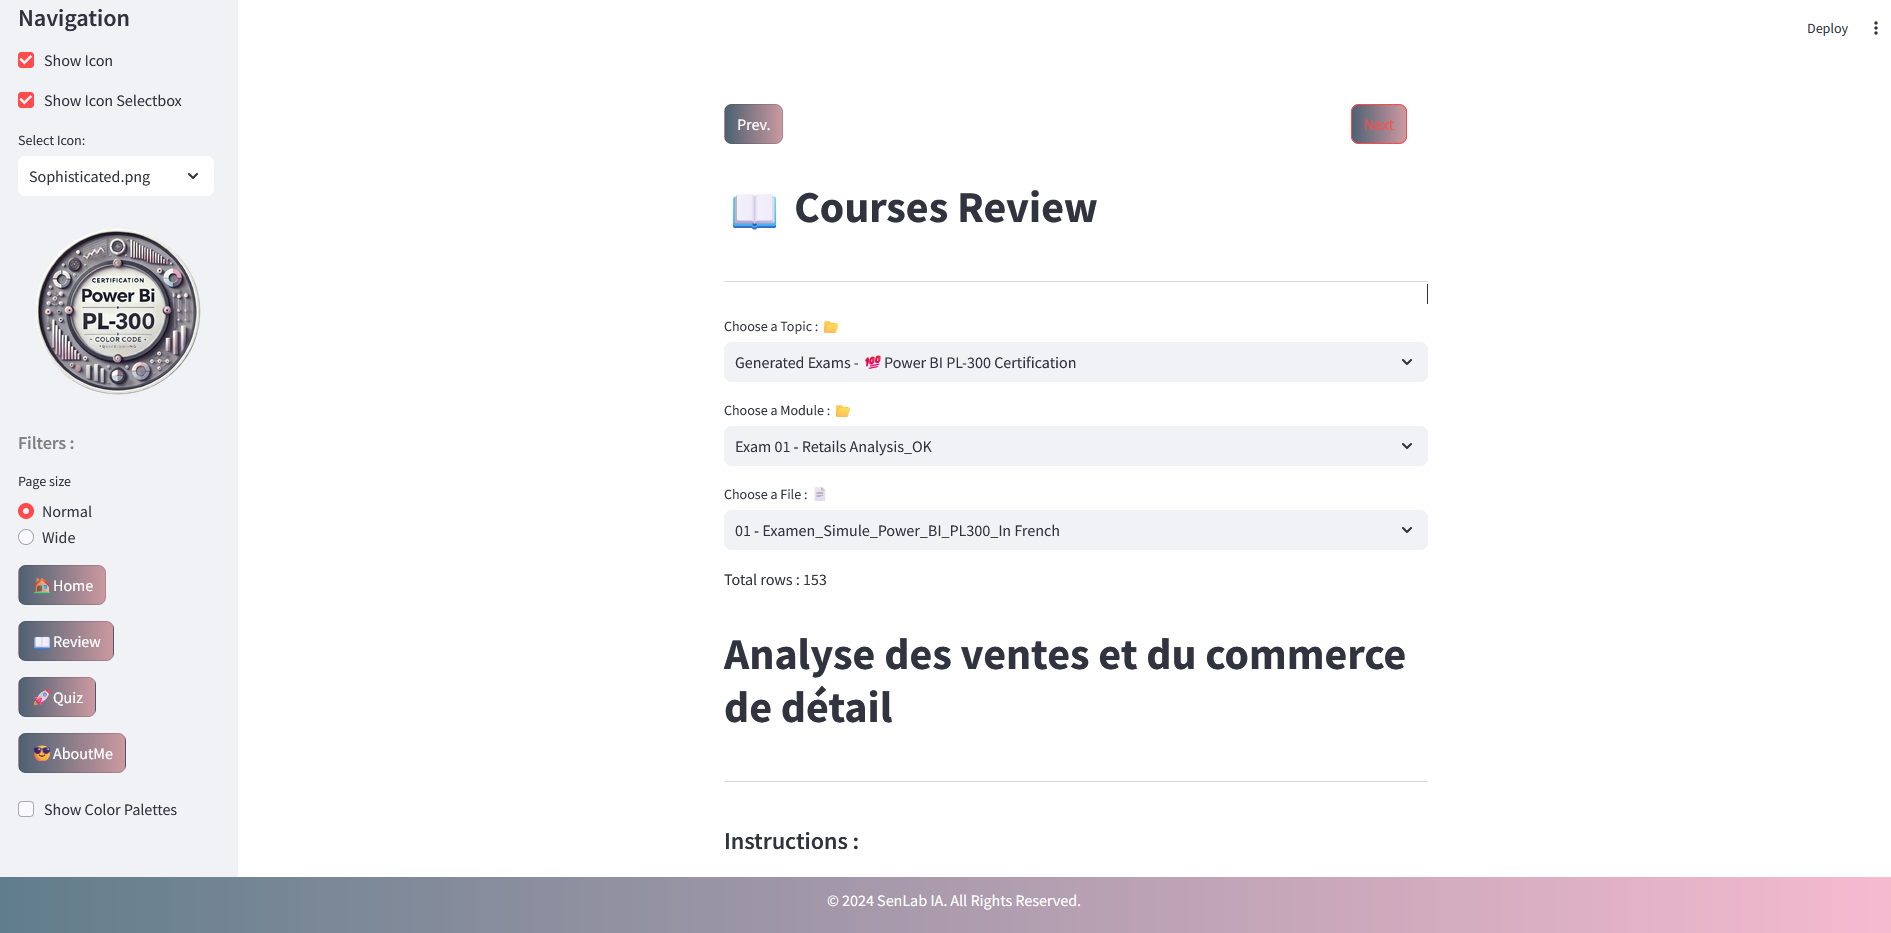 Navigation
Show Icon
Show Icon Selectbox
Select Icon:
Sophisticated.png
CERTIFICATION
Power Bi
PL-300
- COLOR CODE -
Filters :
Page size
Normal
Wide
🏠Home
📖Review
🚀Quiz
😎AboutMe
Show Color Palettes
Deploy
Prev.
Next
📖 Courses Review
Choose a Topic : 📁
Generated Exams - 💯Power BI PL-300 Certification
Choose a Module : 📁
Exam 01 - Retails Analysis_OK
Choose a File : 📄
01 - Examen_Simule_Power_BI_PL300_In French
Total rows : 153
Analyse des ventes et du commerce
de détail
Instructions :
© 2024 SenLab IA. All Rights Reserved.